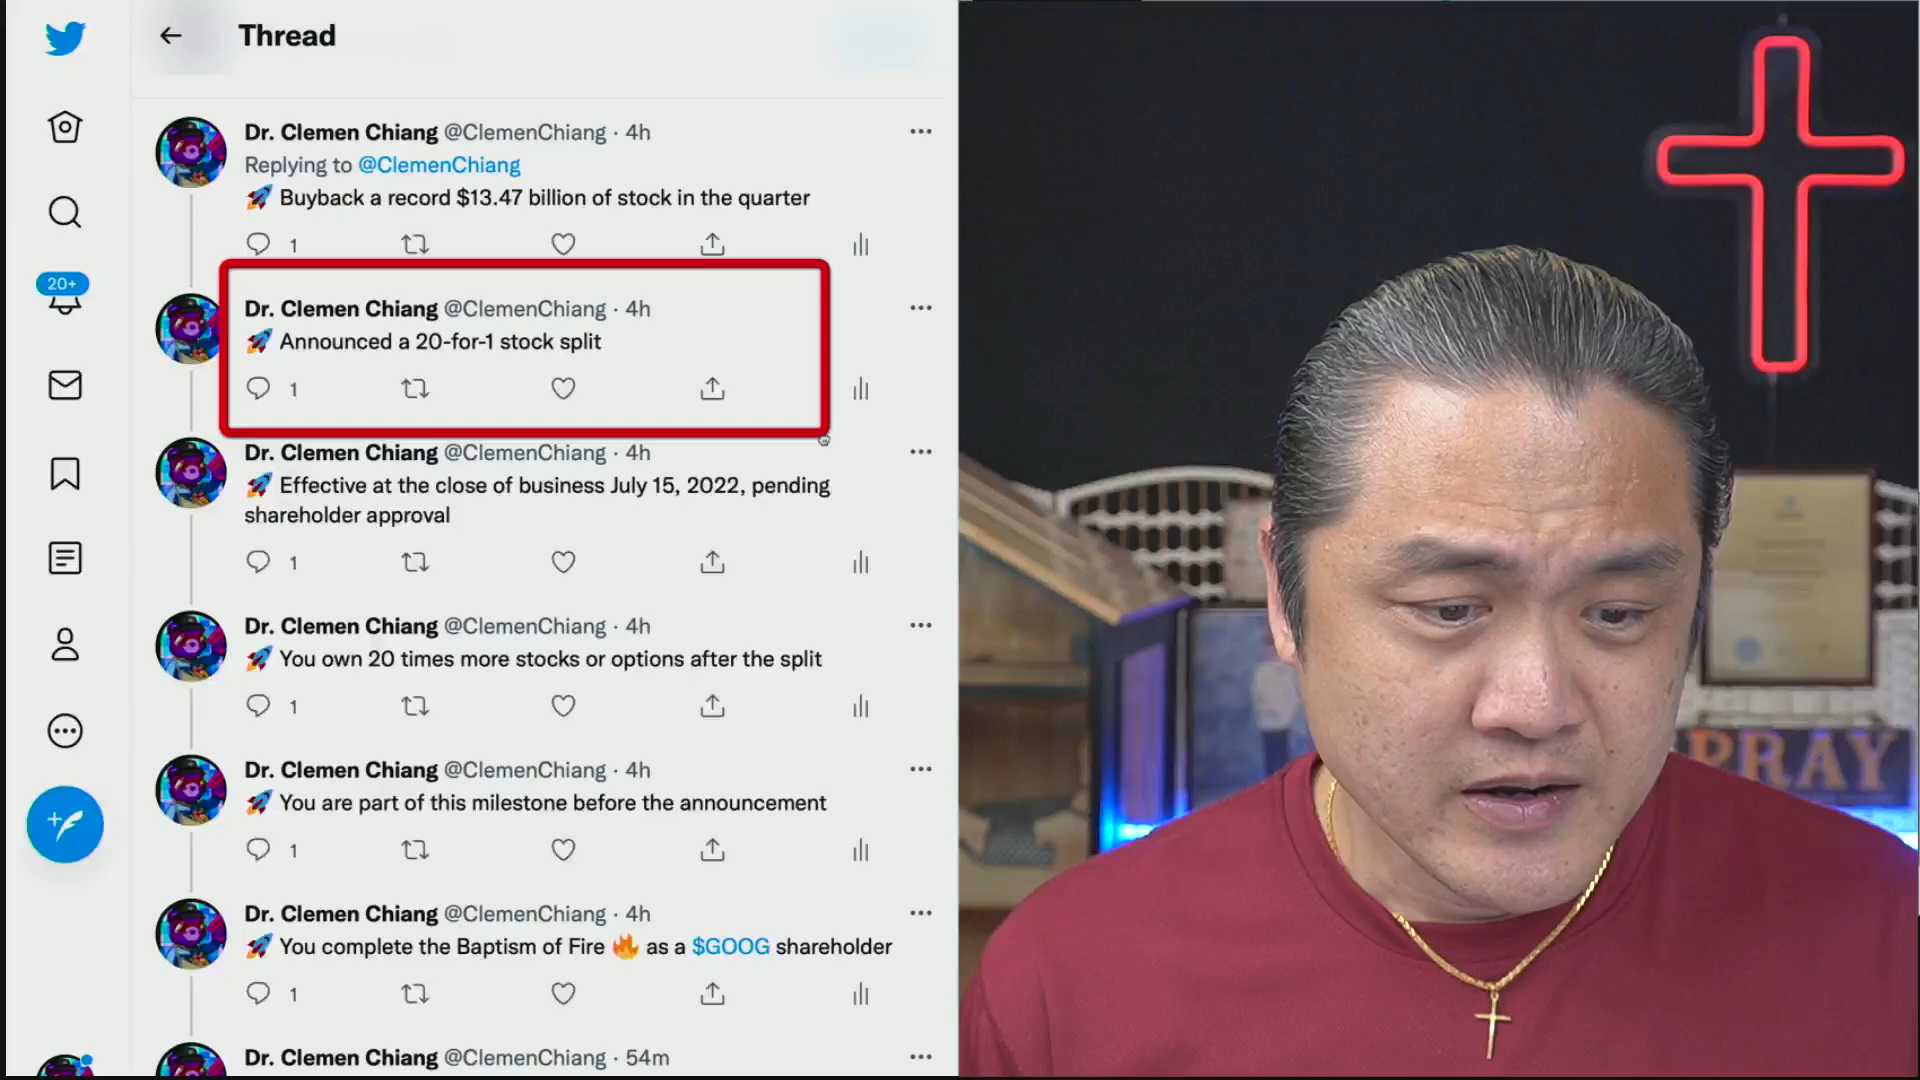 Thread
Dr. Clemen Chiang @ClemenChiang · 4h
Replying to @ClemenChiang
🚀 Buyback a record $13.47 billion of stock in the quarter
1
20+
Dr. Clemen Chiang @ClemenChiang · 4h
🚀 Announced a 20-for-1 stock split
1
Dr. Clemen Chiang @ClemenChiang · 4h
🚀 Effective at the close of business July 15, 2022, pending
shareholder approval
1
Dr. Clemen Chiang @ClemenChiang · 4h
🚀 You own 20 times more stocks or options after the split
1
Dr. Clemen Chiang @ClemenChiang · 4h
🚀 You are part of this milestone before the announcement
1
Dr. Clemen Chiang @ClemenChiang · 4h
🚀 You complete the Baptism of Fire 🔥 as a $GOOG shareholder
1
Dr. Clemen Chiang @ClemenChiang · 54m
PRAY